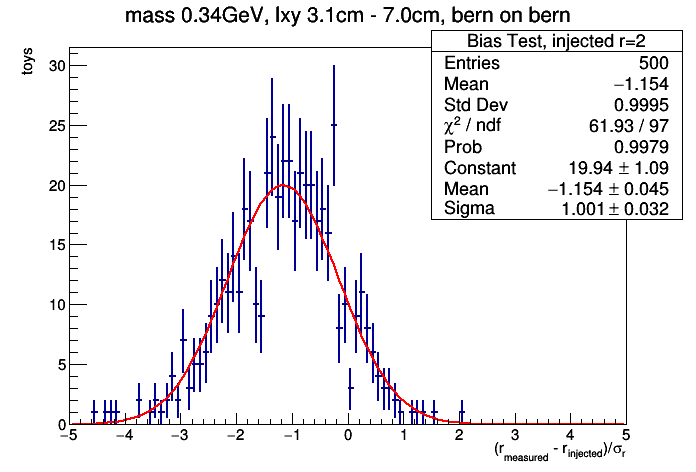 mass 0.34GeV, lxy 3.1cm - 7.0cm, bern on bern
toys
Bias Test, injected r=2
Entries 500
Mean −1.154
Std Dev 0.9995
χ² / ndf 61.93 / 97
Prob 0.9979
Constant 19.94 ± 1.09
Mean −1.154 ± 0.045
Sigma 1.001 ± 0.032
30
25
20
15
10
5
0
−5 −4 −3 −2 −1 0 1 2 3 4 5
(r_measured - r_injected)/σ_r